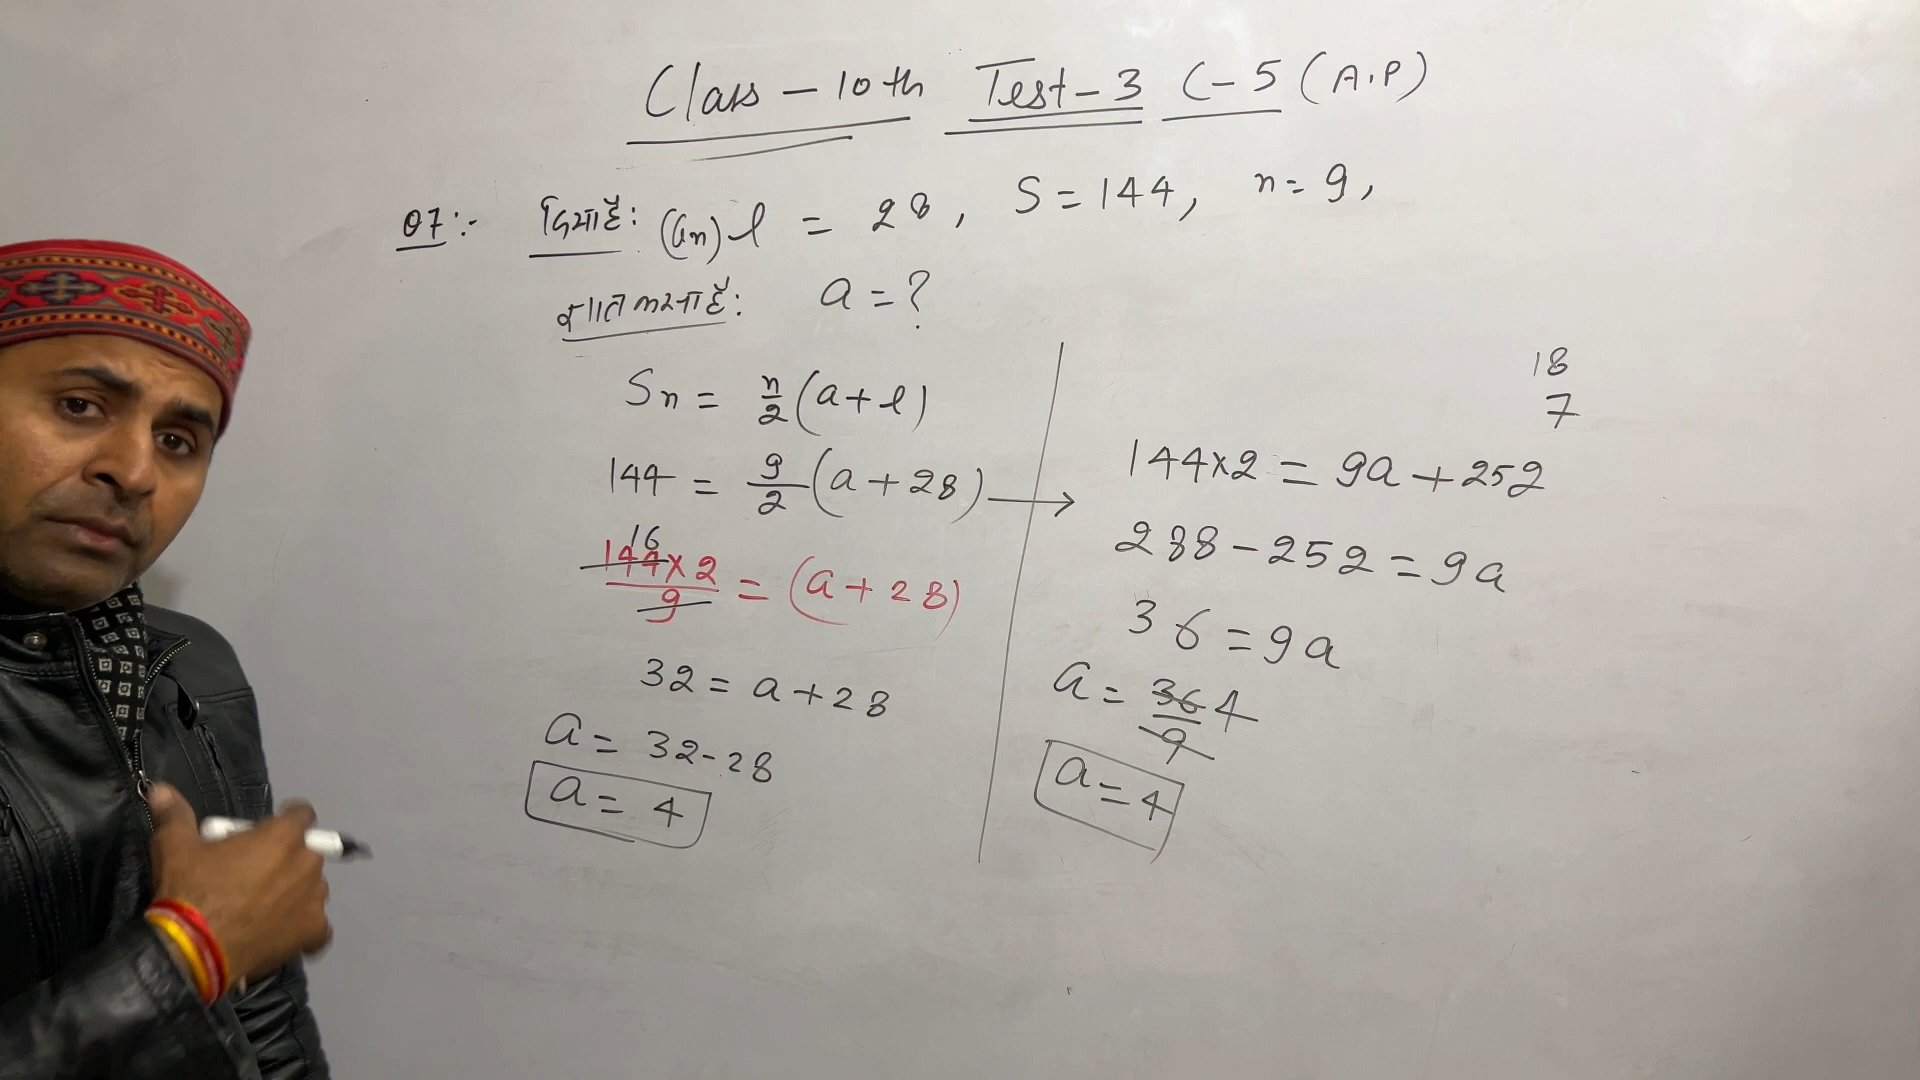 Class – 10th Test – 3 C – 5 (A.P)
Q7:- दिया है: (an) l = 28, S = 144, n = 9,
ज्ञात करना है: a = ?
Sn = n/2 (a + l)
144 = 9/2 (a + 28) →
16
144 × 2 / 9 = (a + 28)
32 = a + 28
a = 32 - 28
a = 4
18
7
144 × 2 = 9a + 252
288 - 252 = 9a
36 = 9a
a = 36/9 4
a = 4